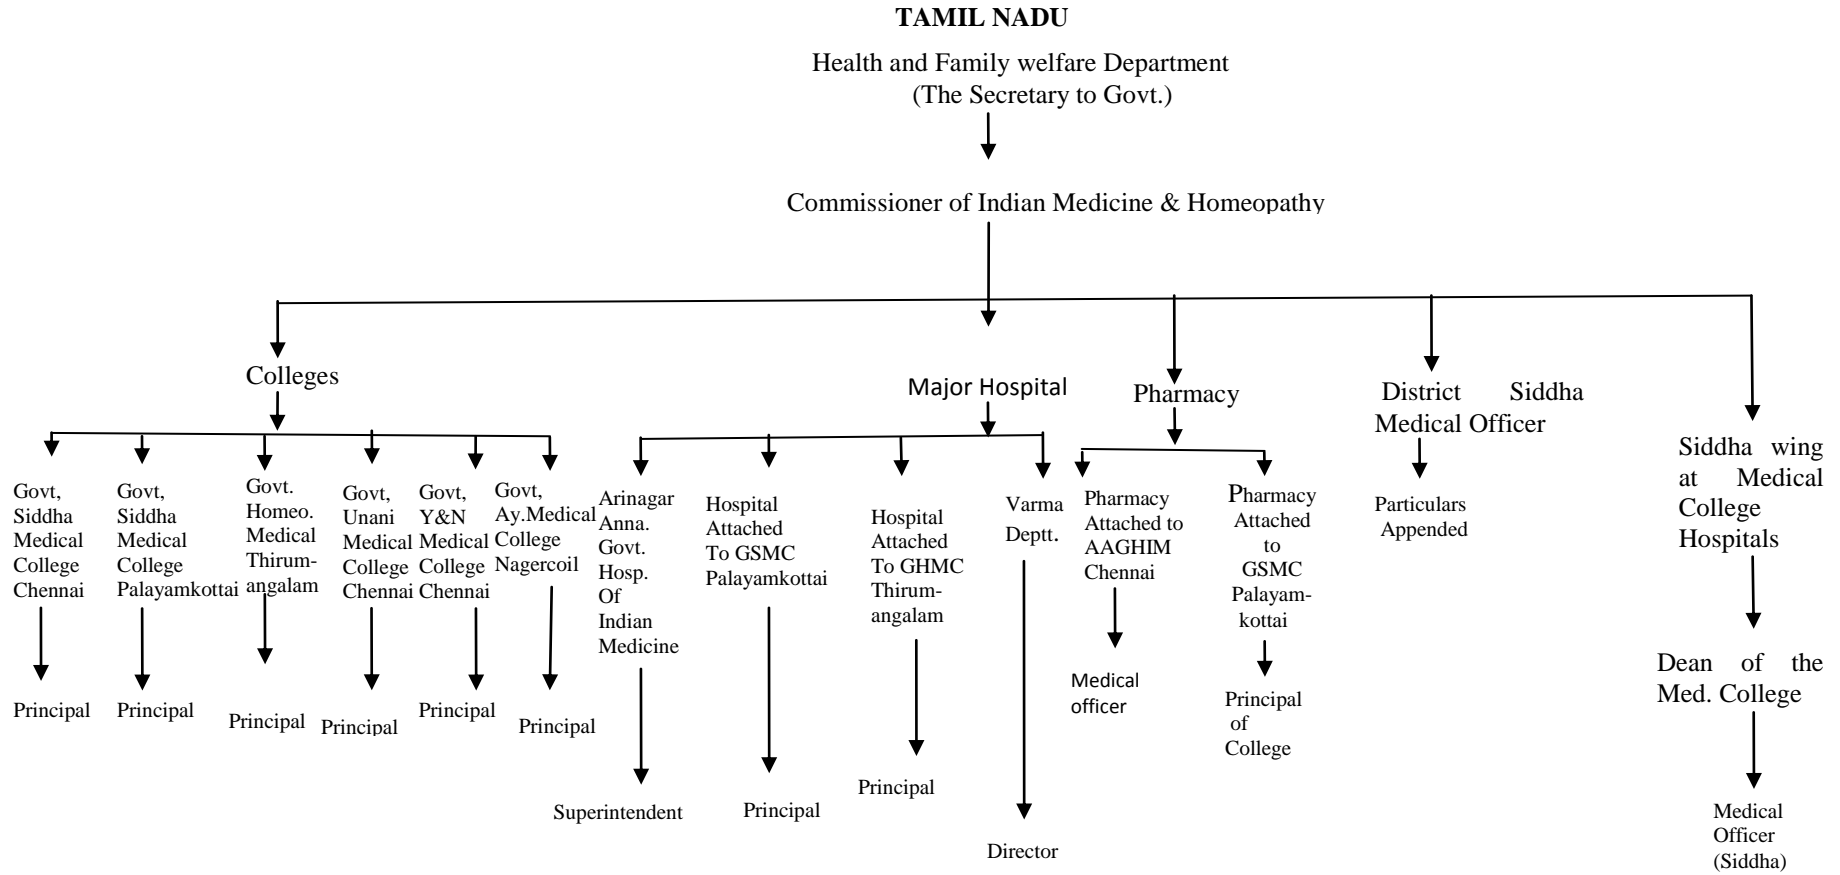 TAMIL NADU
Health and Family welfare Department
(The Secretary to Govt.)
Commissioner of Indian Medicine & Homeopathy
Colleges
Major Hospital
Pharmacy
District Siddha
Medical Officer
Siddha wing
at Medical
College
Hospitals
Govt,
Siddha
Medical
College
Chennai
Govt,
Siddha
Medical
College
Palayamkottai
Govt.
Homeo.
Medical
Thirum-
angalam
Govt,
Unani
Medical
College
Chennai
Govt,
Y&N
Medical
College
Chennai
Govt,
Ay.Medical
College
Nagercoil
Arinagar
Anna.
Govt.
Hosp.
Of
Indian
Medicine
Hospital
Attached
To GSMC
Palayamkottai
Hospital
Attached
To GHMC
Thirum-
angalam
Varma
Deptt.
Pharmacy
Attached to
AAGHIM
Chennai
Pharmacy
Attached
to
GSMC
Palayam-
kottai
Particulars
Appended
Dean of the
Med. College
Principal
Principal
Principal
Principal
Principal
Principal
Superintendent
Principal
Principal
Director
Medical
officer
Principal
of
College
Medical
Officer
(Siddha)